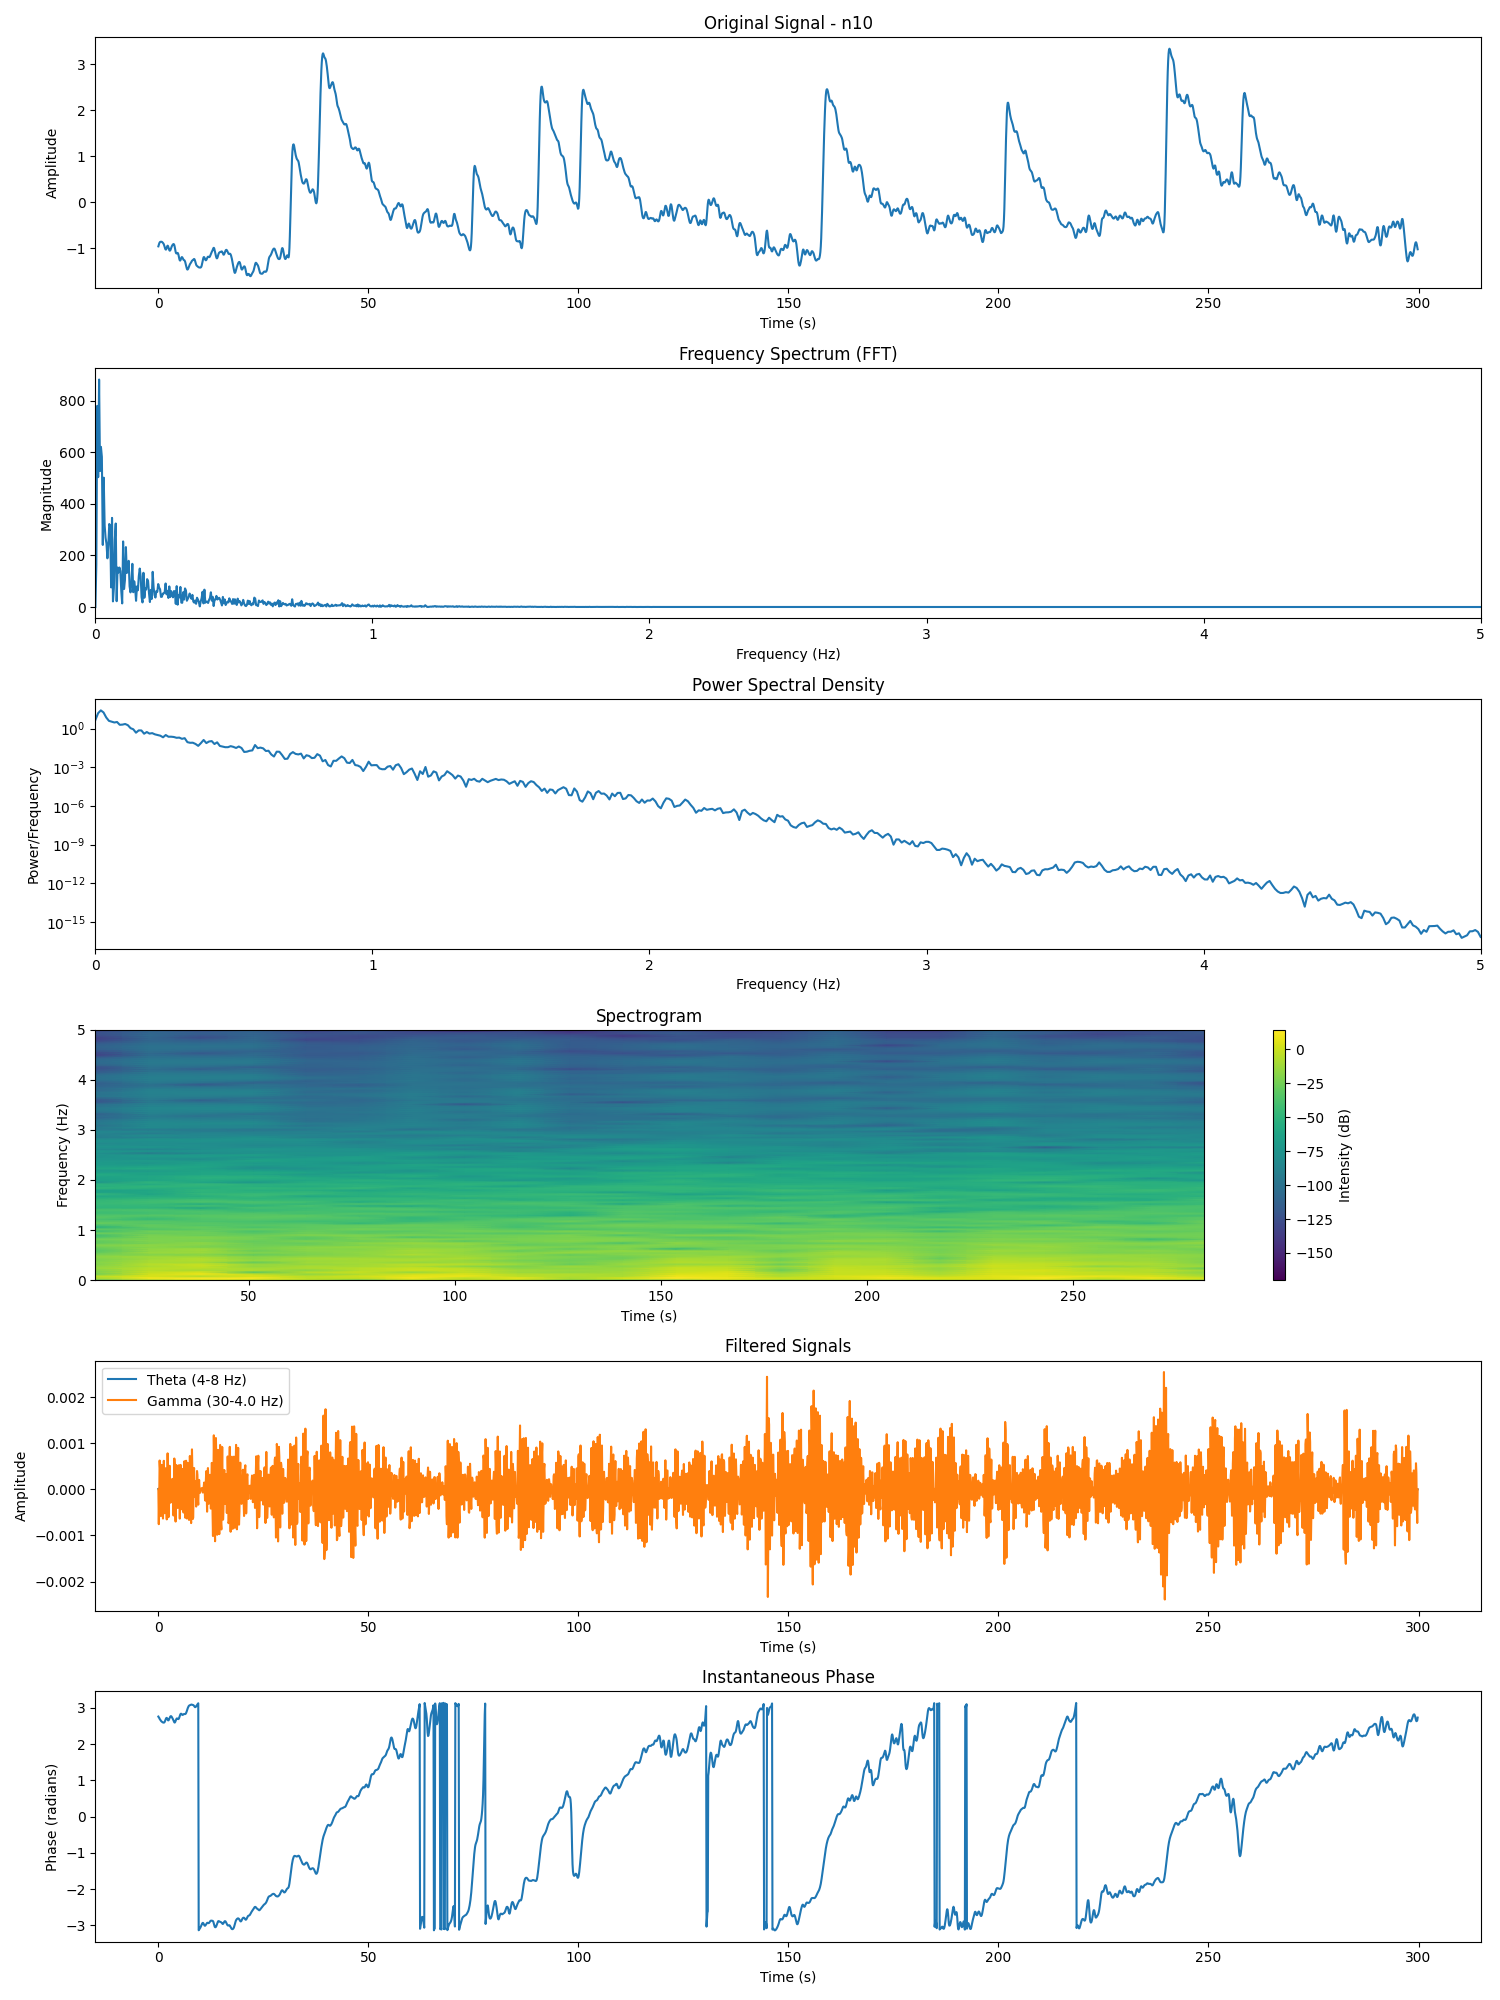 Original Signal - n10
3
2
1
0
−1
Amplitude
0 50 100 150 200 250 300
Time (s)
Frequency Spectrum (FFT)
800
600
400
200
0
Magnitude
0 1 2 3 4 5
Frequency (Hz)
Power Spectral Density
10^0
10^−3
10^−6
10^−9
10^−12
10^−15
Power/Frequency
0 1 2 3 4 5
Frequency (Hz)
Spectrogram
5
4
3
2
1
0
Frequency (Hz)
50 100 150 200 250
Time (s)
0
−25
−50
−75
−100
−125
−150
Intensity (dB)
Filtered Signals
Theta (4-8 Hz)
Gamma (30-4.0 Hz)
0.002
0.001
0.000
−0.001
−0.002
Amplitude
0 50 100 150 200 250 300
Time (s)
Instantaneous Phase
3
2
1
0
−1
−2
−3
Phase (radians)
0 50 100 150 200 250 300
Time (s)